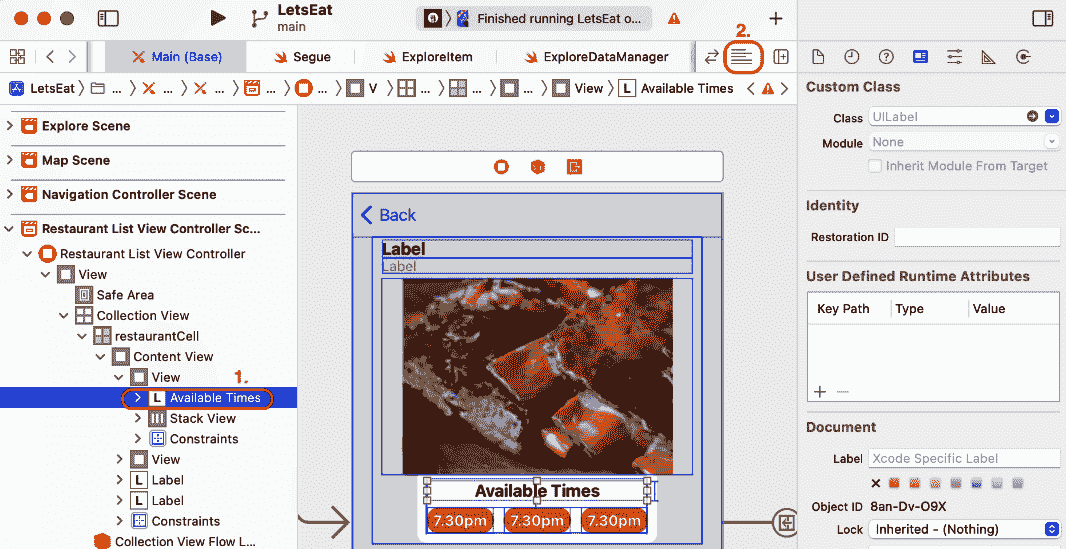 LetsEat
main
Finished running LetsEat o...
2.
Main (Base)
Segue
ExploreItem
ExploreDataManager
LetsEat
...
...
...
...
V
...
...
...
View
L
Available Times
Explore Scene
Map Scene
Navigation Controller Scene
Restaurant List View Controller Sc...
Restaurant List View Controller
View
Safe Area
Collection View
restaurantCell
Content View
View
1.
L Available Times
Stack View
Constraints
View
L Label
L Label
Constraints
Collection View Flow L...
Back
Label
Label
Available Times
7.30pm 7.30pm 7.30pm
Custom Class
Class UILabel
Module None
Inherit Module From Target
Identity
Restoration ID
User Defined Runtime Attributes
Key Path Type Value
Document
Label Xcode Specific Label
Object ID 8an-Dv-O9X
Lock Inherited - (Nothing)